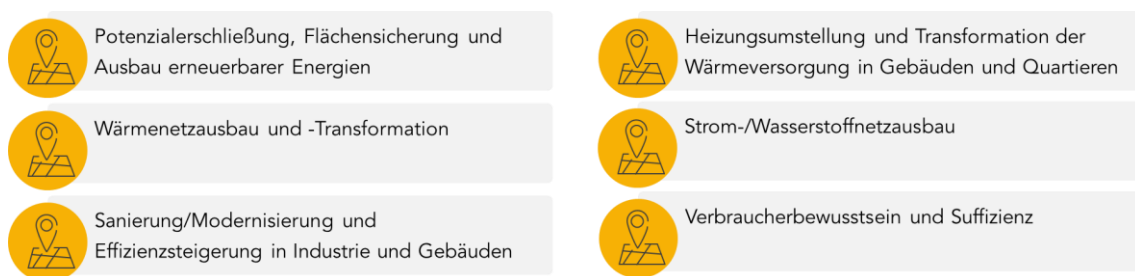 Potenzialerschließung, Flächensicherung und
Ausbau erneuerbarer Energien
Wärmenetzausbau und -Transformation
Sanierung/Modernisierung und
Effizienzsteigerung in Industrie und Gebäuden
Heizungsumstellung und Transformation der
Wärmeversorgung in Gebäuden und Quartieren
Strom-/Wasserstoffnetzausbau
Verbraucherbewusstsein und Suffizienz